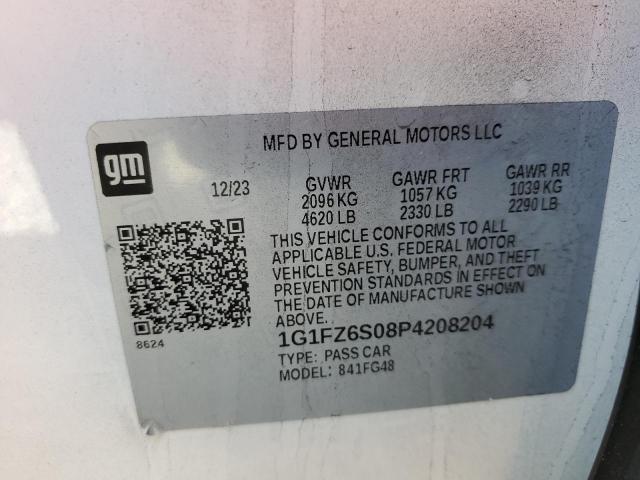 MFD BY GENERAL MOTORS LLC
gm
12/23
GVWR
2096 KG
4620 LB
GAWR FRT
1057 KG
2330 LB
GAWR RR
1039 KG
2290 LB
THIS VEHICLE CONFORMS TO ALL
APPLICABLE U.S. FEDERAL MOTOR
VEHICLE SAFETY, BUMPER, AND THEFT
PREVENTION STANDARDS IN EFFECT ON
THE DATE OF MANUFACTURE SHOWN
ABOVE.
8624
1G1FZ6S08P4208204
TYPE: PASS CAR
MODEL: 841FG48